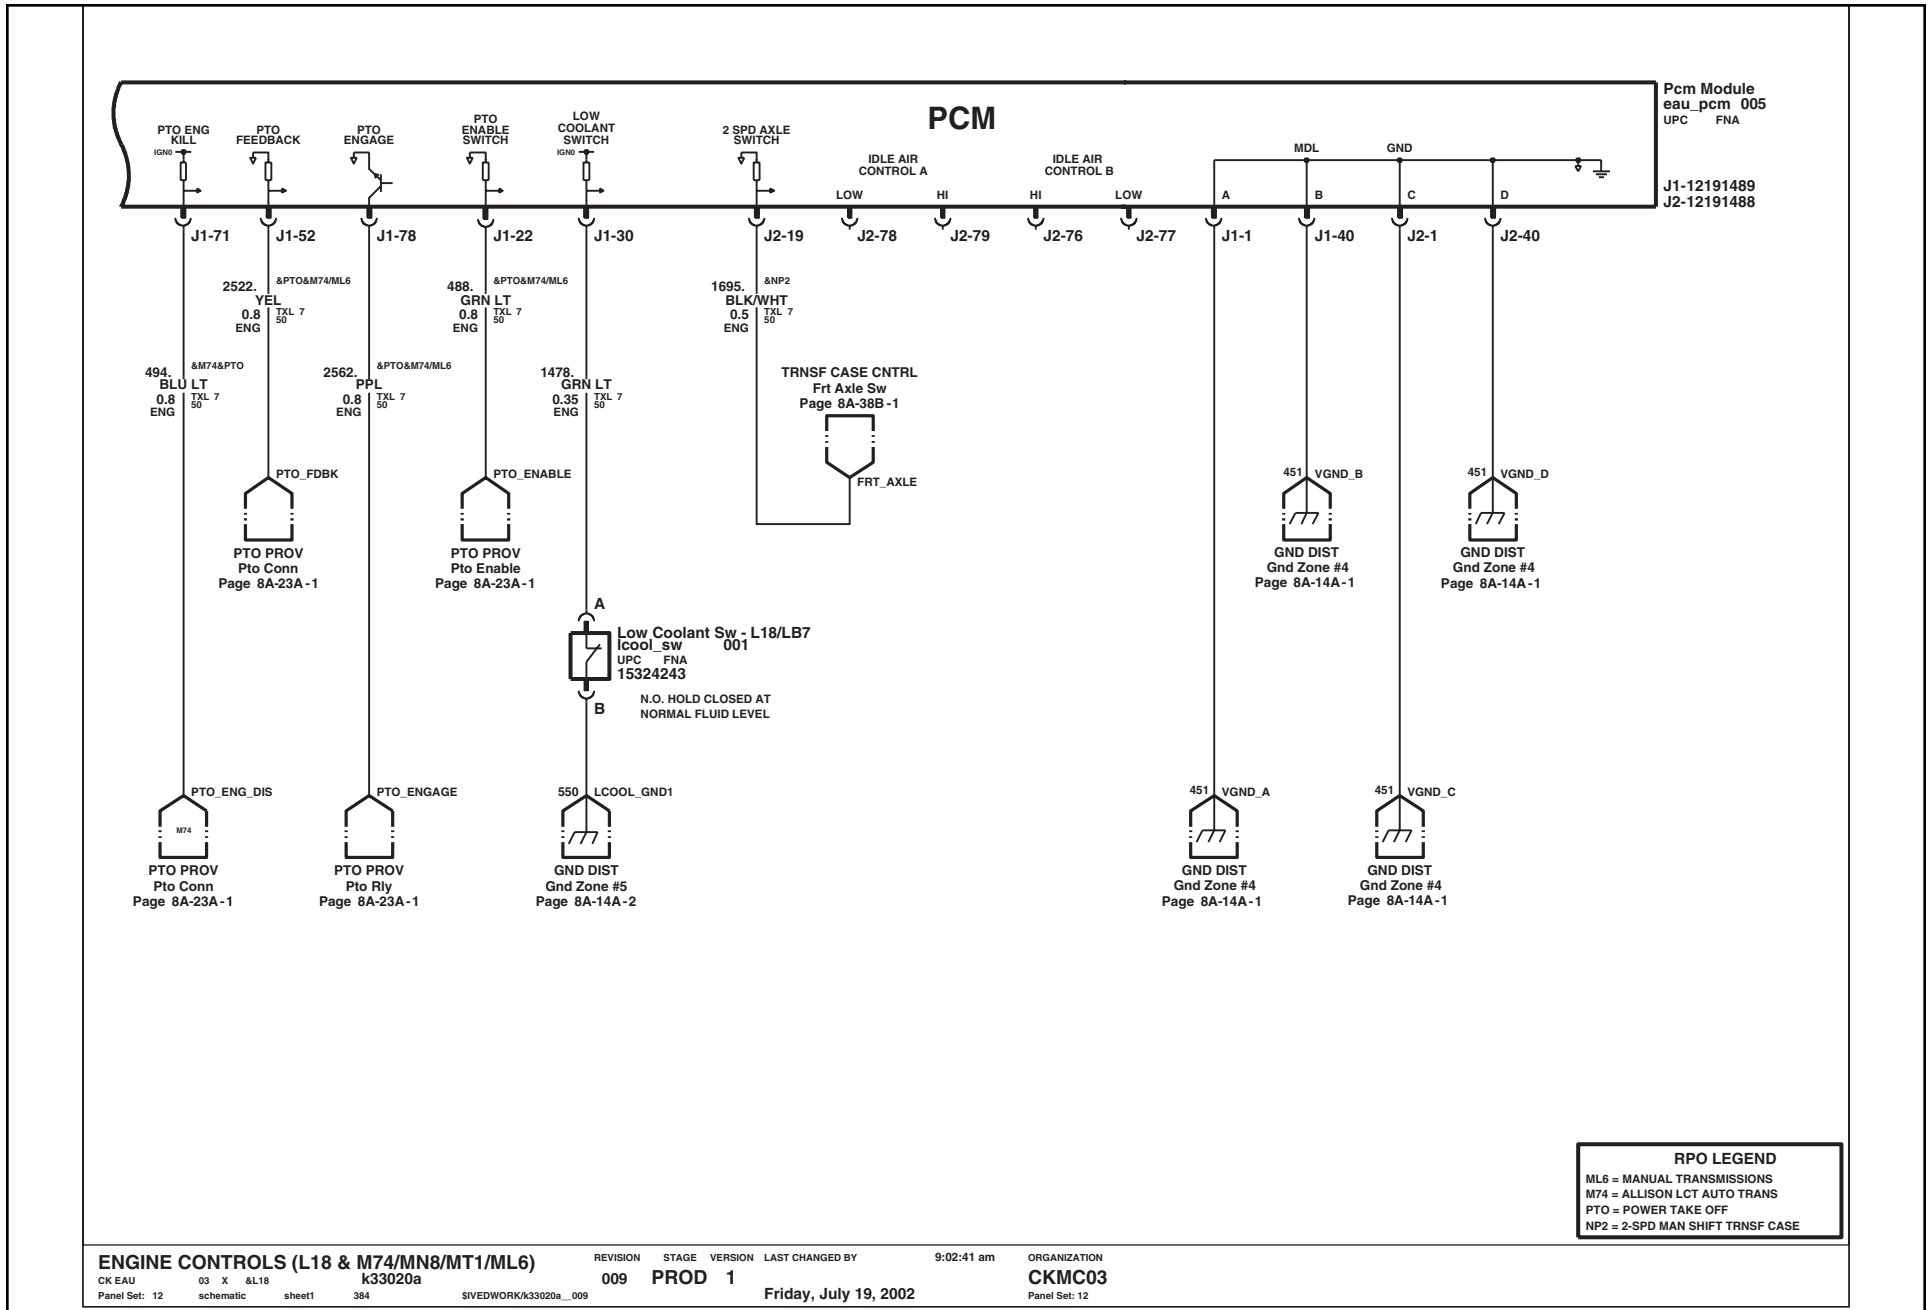 PCM
Pcm Module
eau_pcm 005
UPC FNA
J1-12191489
J2-12191488
PTO ENG
KILL
IGN0
PTO
FEEDBACK
PTO
ENGAGE
PTO
ENABLE
SWITCH
LOW
COOLANT
SWITCH
IGN0
2 SPD AXLE
SWITCH
IDLE AIR
CONTROL A
LOW
HI
IDLE AIR
CONTROL B
HI
LOW
MDL
GND
A
B
C
D
J1-71
J1-52
J1-78
J1-22
J1-30
J2-19
J2-78
J2-79
J2-76
J2-77
J1-1
J1-40
J2-1
J2-40
2522. &PTO&M74/ML6
YEL
0.8 TXL 7
50
ENG
488. &PTO&M74/ML6
GRN LT
0.8 TXL 7
50
ENG
1695. &NP2
BLK/WHT
0.5 TXL 7
50
ENG
494. &M74&PTO
BLU LT
0.8 TXL 7
50
ENG
2562. &PTO&M74/ML6
PPL
0.8 TXL 7
50
ENG
1478.
GRN LT
0.35 TXL 7
50
ENG
TRNSF CASE CNTRL
Frt Axle Sw
Page 8A-38B-1
FRT_AXLE
PTO_FDBK
PTO PROV
Pto Conn
Page 8A-23A-1
PTO_ENABLE
PTO PROV
Pto Enable
Page 8A-23A-1
451 VGND_B
GND DIST
Gnd Zone #4
Page 8A-14A-1
451 VGND_D
GND DIST
Gnd Zone #4
Page 8A-14A-1
A
Low Coolant Sw - L18/LB7
lcool_sw 001
UPC FNA
15324243
N.O. HOLD CLOSED AT
NORMAL FLUID LEVEL
B
PTO_ENG_DIS
M74
PTO PROV
Pto Conn
Page 8A-23A-1
PTO_ENGAGE
PTO PROV
Pto Rly
Page 8A-23A-1
550 LCOOL_GND1
GND DIST
Gnd Zone #5
Page 8A-14A-2
451 VGND_A
GND DIST
Gnd Zone #4
Page 8A-14A-1
451 VGND_C
GND DIST
Gnd Zone #4
Page 8A-14A-1
RPO LEGEND
ML6 = MANUAL TRANSMISSIONS
M74 = ALLISON LCT AUTO TRANS
PTO = POWER TAKE OFF
NP2 = 2-SPD MAN SHIFT TRNSF CASE
ENGINE CONTROLS (L18 & M74/MN8/MT1/ML6)
CK EAU 03 X &L18 k33020a
Panel Set: 12 schematic sheet1 384 $IVEDWORK/k33020a__009
REVISION STAGE VERSION LAST CHANGED BY 9:02:41 am
009 PROD 1
Friday, July 19, 2002
ORGANIZATION
CKMC03
Panel Set: 12